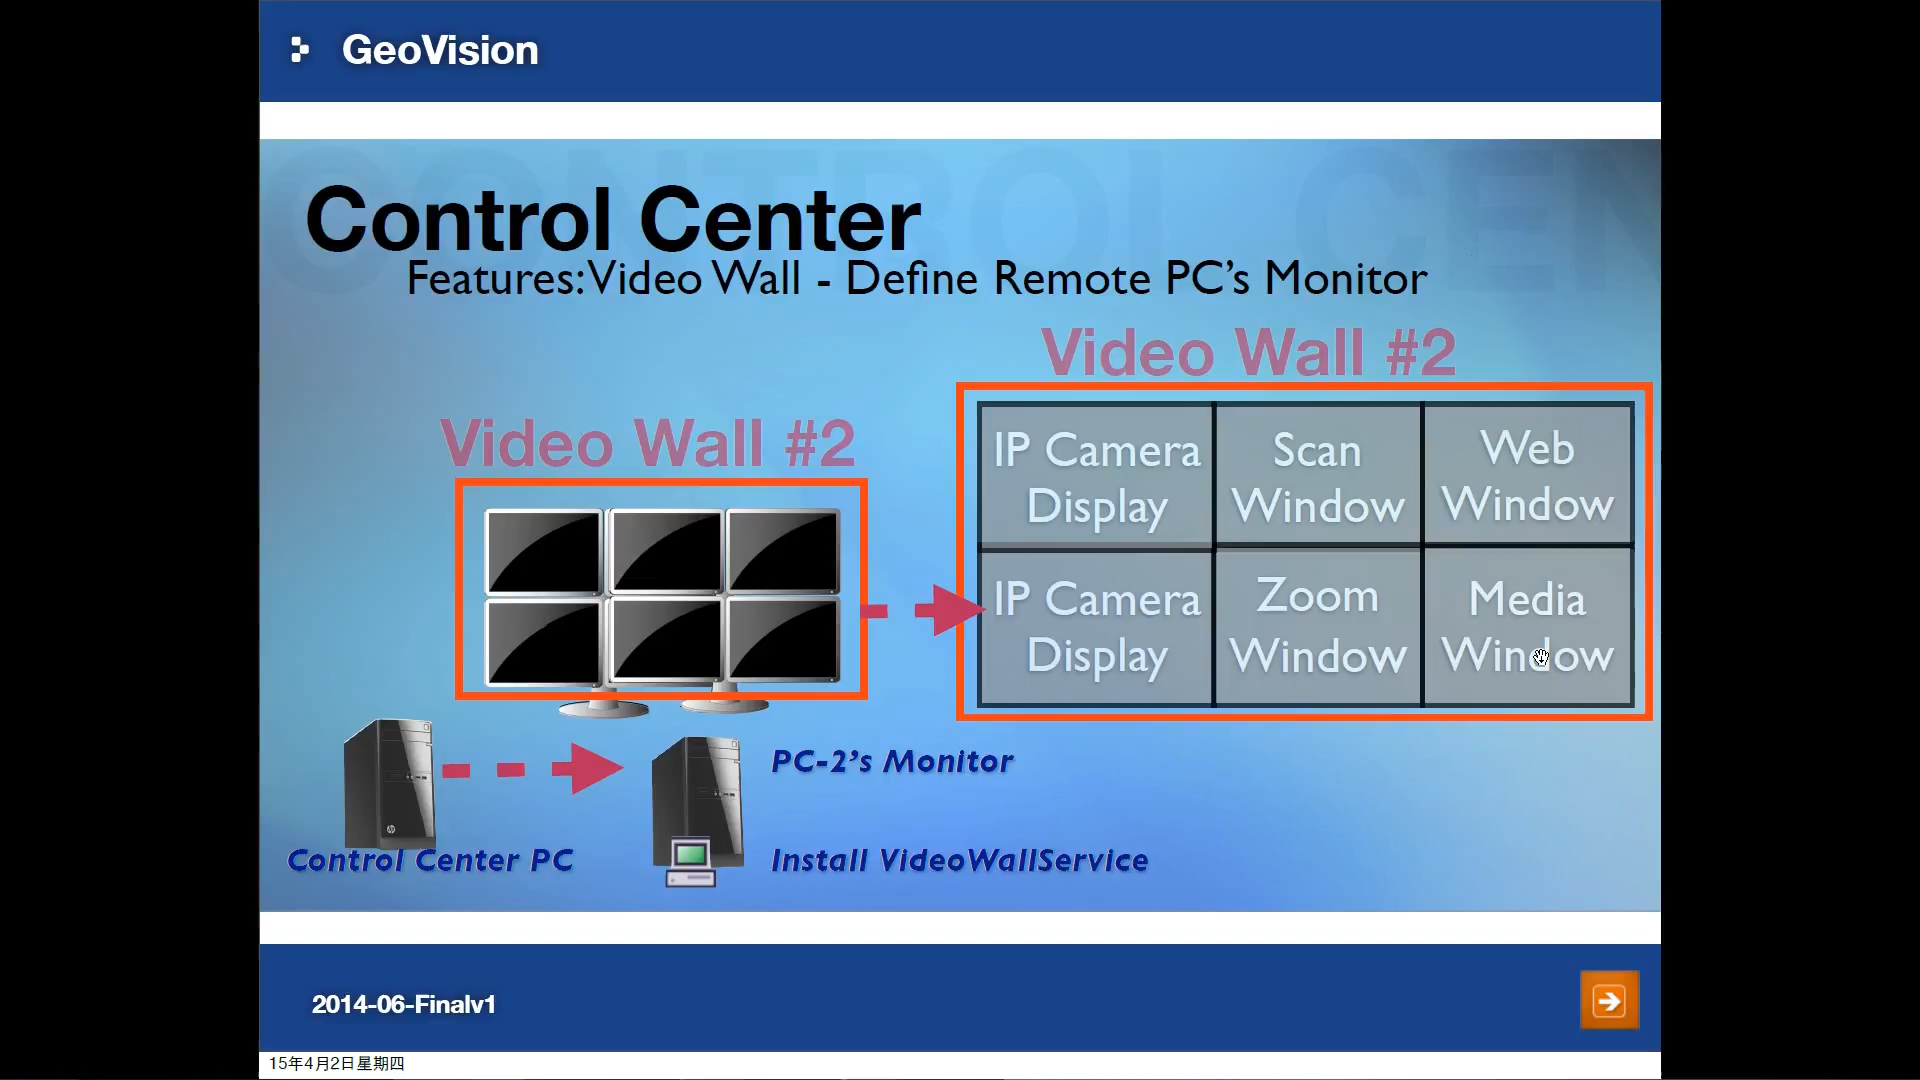 GeoVision
CONTROL CEN
Control Center
Features: Video Wall - Define Remote PC's Monitor
Video Wall #2
Video Wall #2
IP Camera
Display
Scan
Window
Web
Window
IP Camera
Display
Zoom
Window
Media
Window
PC-2's Monitor
Control Center PC
Install VideoWallService
2014-06-Finalv1
15年4月2日星期四